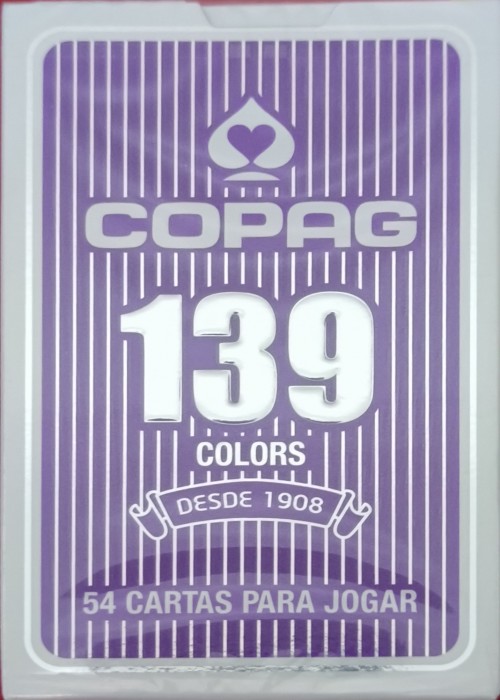 COPAG
139
COLORS
DESDE 1908
54 CARTAS PARA JOGAR